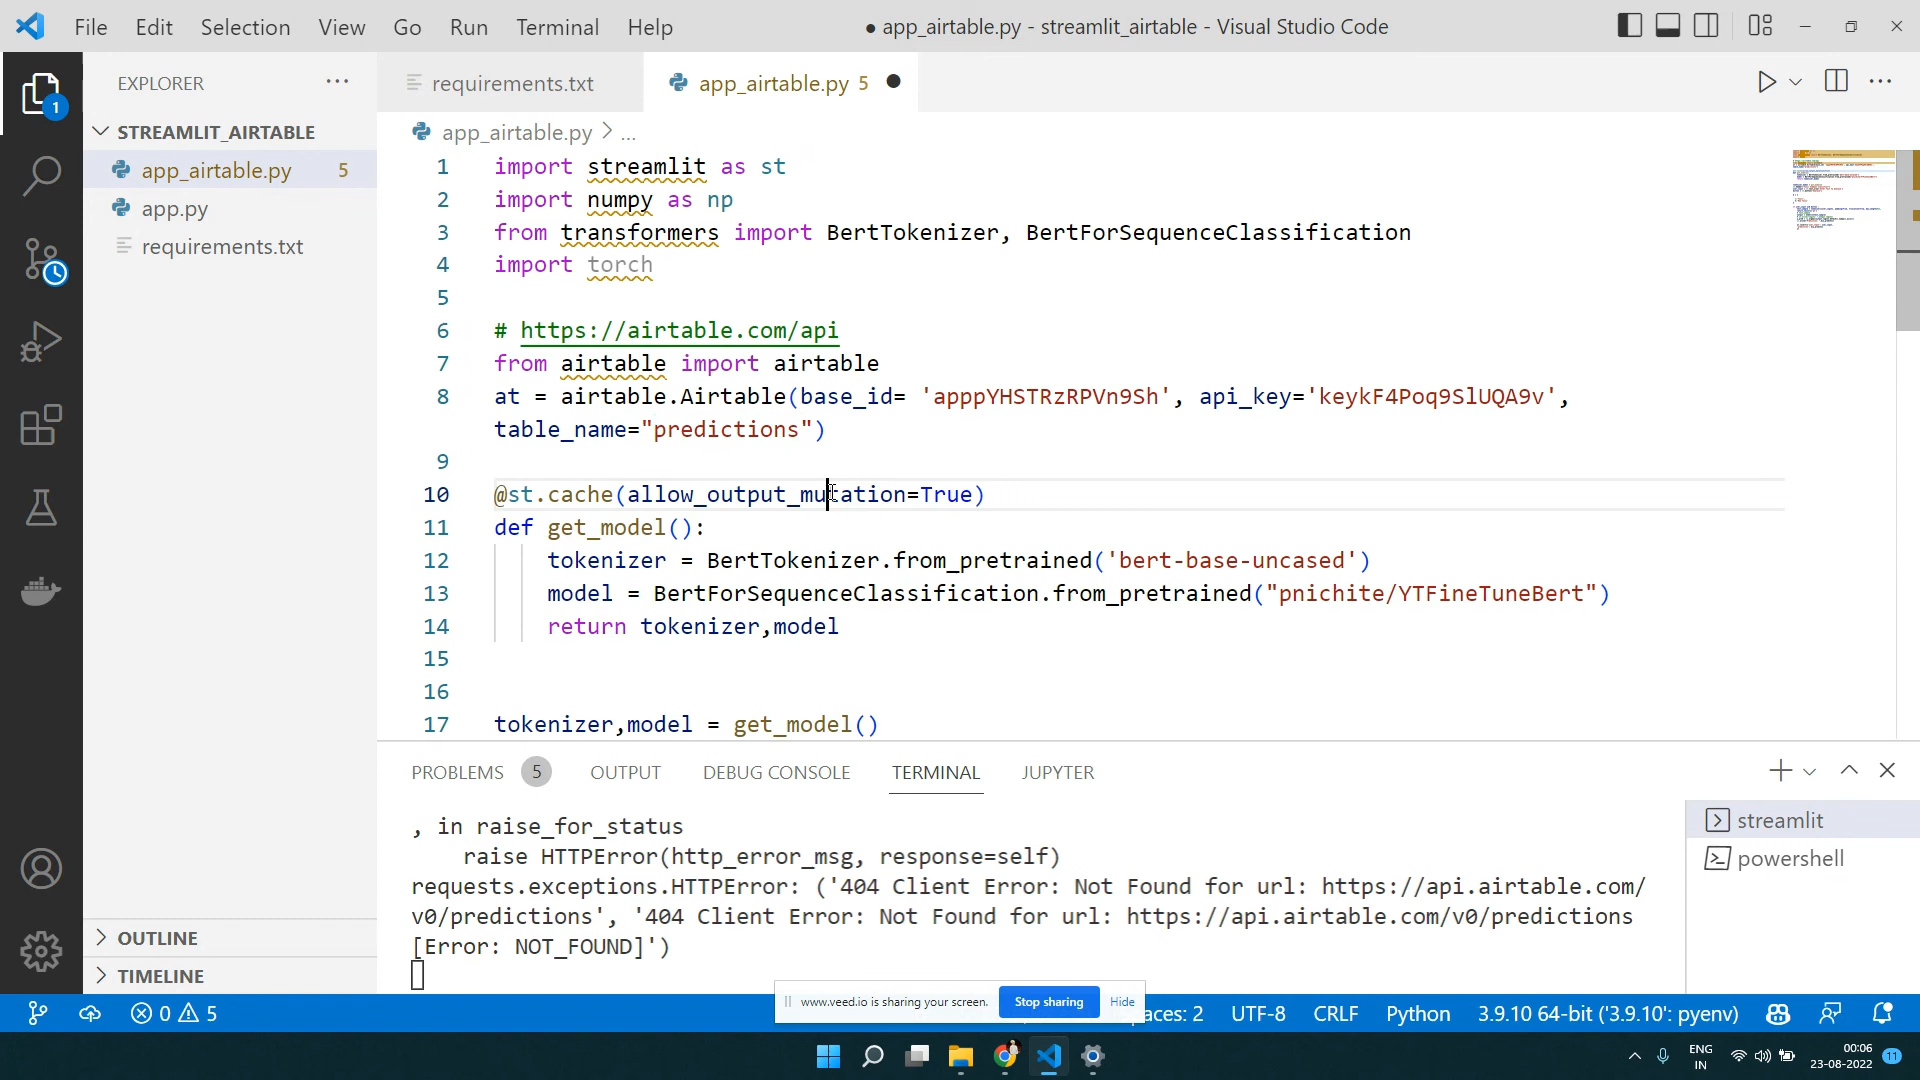 File Edit Selection View Go Run Terminal Help
● app_airtable.py - streamlit_airtable - Visual Studio Code
EXPLORER ...
requirements.txt
app_airtable.py 5 ●
1
STREAMLIT_AIRTABLE
app_airtable.py 5
app.py
requirements.txt
app_airtable.py > ...
1 import streamlit as st
2 import numpy as np
3 from transformers import BertTokenizer, BertForSequenceClassification
4 import torch
5
6 # https://airtable.com/api
7 from airtable import airtable
8 at = airtable.Airtable(base_id= 'apppYHSTRzRPVn9Sh', api_key='keykF4Poq9SlUQA9v',
table_name="predictions")
9
10 @st.cache(allow_output_mutation=True)
11 def get_model():
12 tokenizer = BertTokenizer.from_pretrained('bert-base-uncased')
13 model = BertForSequenceClassification.from_pretrained("pnichite/YTFineTuneBert")
14 return tokenizer,model
15
16
17 tokenizer,model = get_model()
PROBLEMS 5 OUTPUT DEBUG CONSOLE TERMINAL JUPYTER
, in raise_for_status
raise HTTPError(http_error_msg, response=self)
requests.exceptions.HTTPError: ('404 Client Error: Not Found for url: https://api.airtable.com/
v0/predictions', '404 Client Error: Not Found for url: https://api.airtable.com/v0/predictions
[Error: NOT_FOUND]')
streamlit
powershell
OUTLINE
TIMELINE
www.veed.io is sharing your screen. Stop sharing Hide
0 5
paces: 2 UTF-8 CRLF Python 3.9.10 64-bit ('3.9.10': pyenv)
ENG
IN
00:06
23-08-2022
11